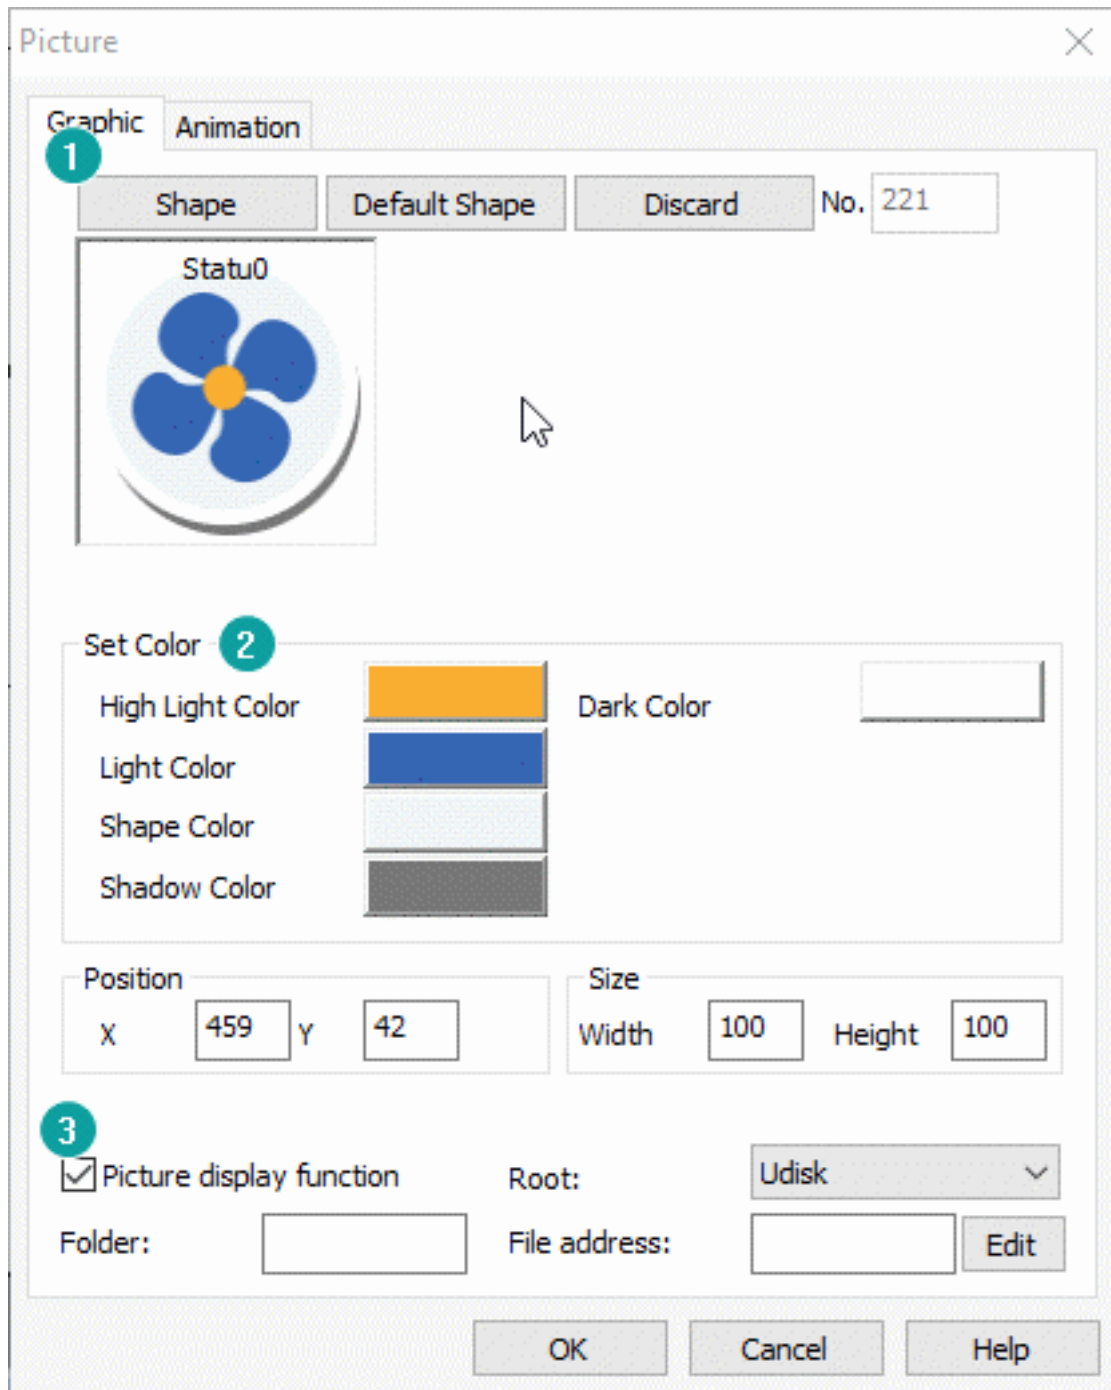 Picture
Graphic Animation
1
Shape Default Shape Discard No. 221
Statu0
Set Color 2
High Light Color Dark Color
Light Color
Shape Color
Shadow Color
Position Size
X 459 Y 42 Width 100 Height 100
3
Picture display function Root: Udisk
Folder: File address: Edit
OK Cancel Help